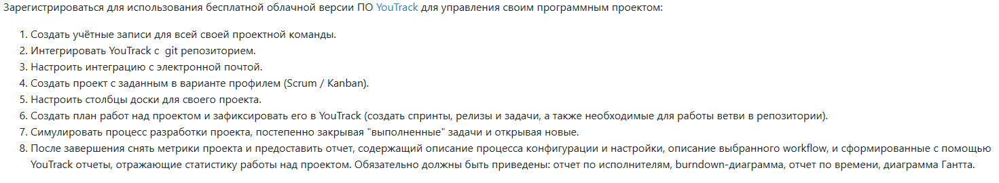 Зарегистрироваться для использования бесплатной облачной версии ПО YouTrack для управления своим программным проектом:
1. Создать учётные записи для всей своей проектной команды.
2. Интегрировать YouTrack с git репозиторием.
3. Настроить интеграцию с электронной почтой.
4. Создать проект с заданным в варианте профилем (Scrum / Kanban).
5. Настроить столбцы доски для своего проекта.
6. Создать план работ над проектом и зафиксировать его в YouTrack (создать спринты, релизы и задачи, а также необходимые для работы ветви в репозитории).
7. Симулировать процесс разработки проекта, постепенно закрывая "выполненные" задачи и открывая новые.
8. После завершения снять метрики проекта и предоставить отчет, содержащий описание процесса конфигурации и настройки, описание выбранного workflow, и сформированные с помощью
YouTrack отчеты, отражающие статистику работы над проектом. Обязательно должны быть приведены: отчет по исполнителям, burndown-диаграмма, отчет по времени, диаграмма Гантта.